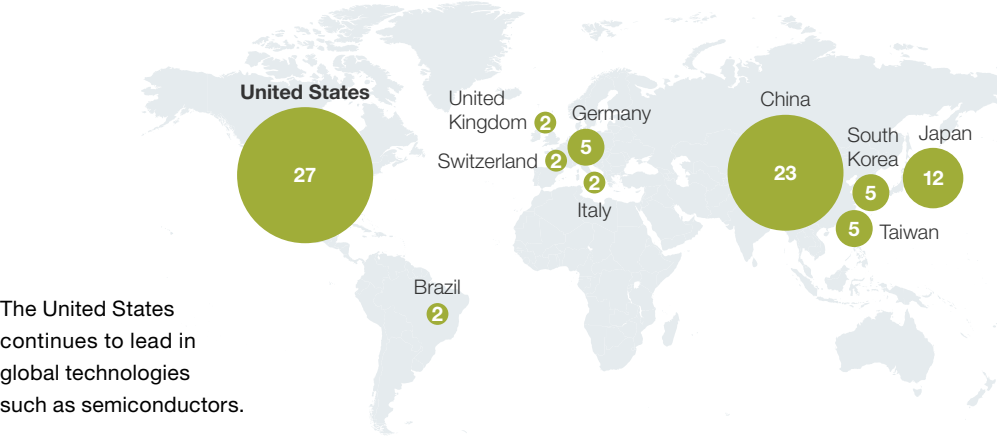 United States
27
United
Kingdom
2
Germany
5
Switzerland
2
2
Italy
China
23
South
Korea
5
Japan
12
5
Taiwan
Brazil
2
The United States
continues to lead in
global technologies
such as semiconductors.